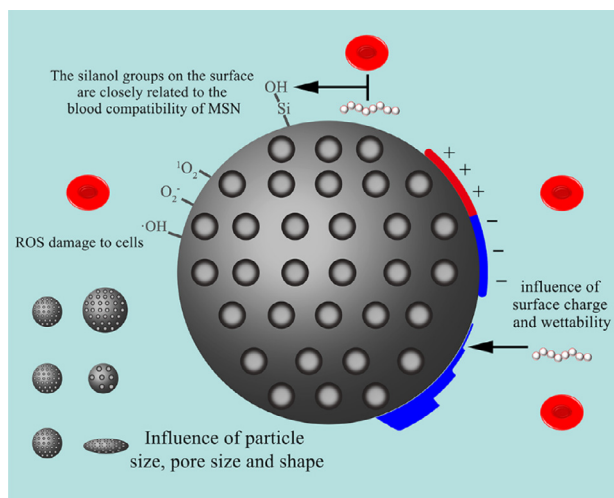 The silanol groups on the surface
are closely related to the
blood compatibility of MSN
OH
Si
¹O₂
O₂⁻
·OH
ROS damage to cells
+
+
+
−
−
−
influence of
surface charge
and wettability
Influence of particle
size, pore size and shape